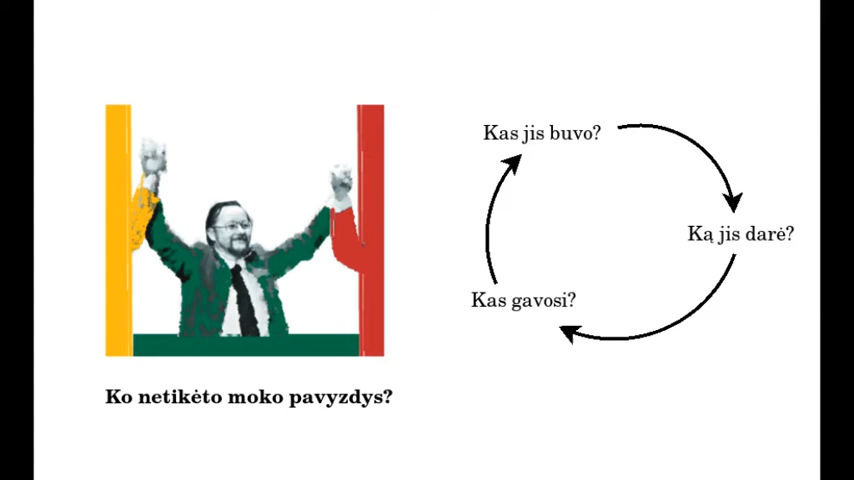 Kas jis buvo?
Ką jis darė?
Kas gavosi?
Ko netikėto moko pavyzdys?